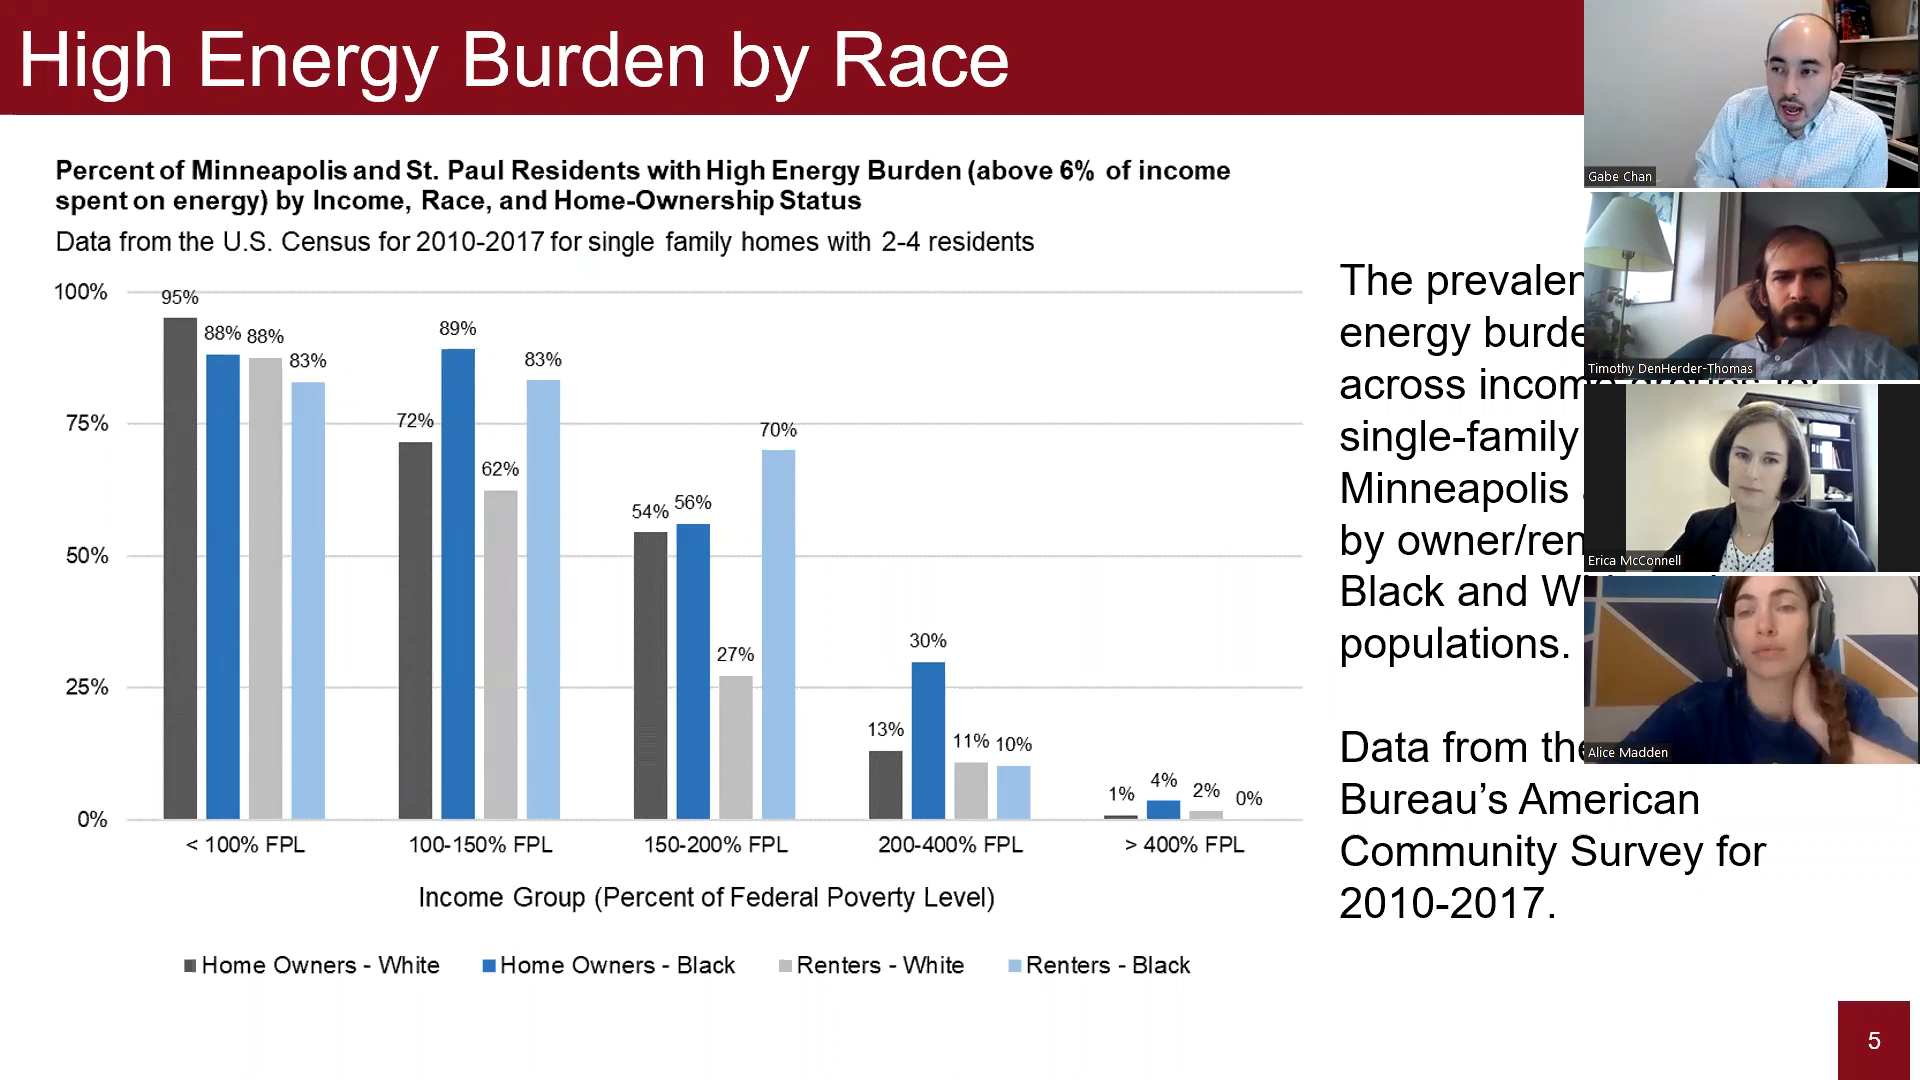 High Energy Burden by Race
Percent of Minneapolis and St. Paul Residents with High Energy Burden (above 6% of income
spent on energy) by Income, Race, and Home-Ownership Status
Data from the U.S. Census for 2010-2017 for single family homes with 2-4 residents
100%
75%
50%
25%
0%
95%
88%
88%
83%
72%
89%
62%
83%
54%
56%
27%
70%
13%
30%
11%
10%
1%
4%
2%
0%
< 100% FPL
100-150% FPL
150-200% FPL
200-400% FPL
> 400% FPL
Income Group (Percent of Federal Poverty Level)
Home Owners - White
Home Owners - Black
Renters - White
Renters - Black
The
energy
across
single-family
Minneapolis
by
Black and
populations.
Data from
Bureau’s American
Community Survey for
2010-2017.
Gabe Chan
Timothy DenHerder-Thomas
Erica McConnell
Alice Madden
5